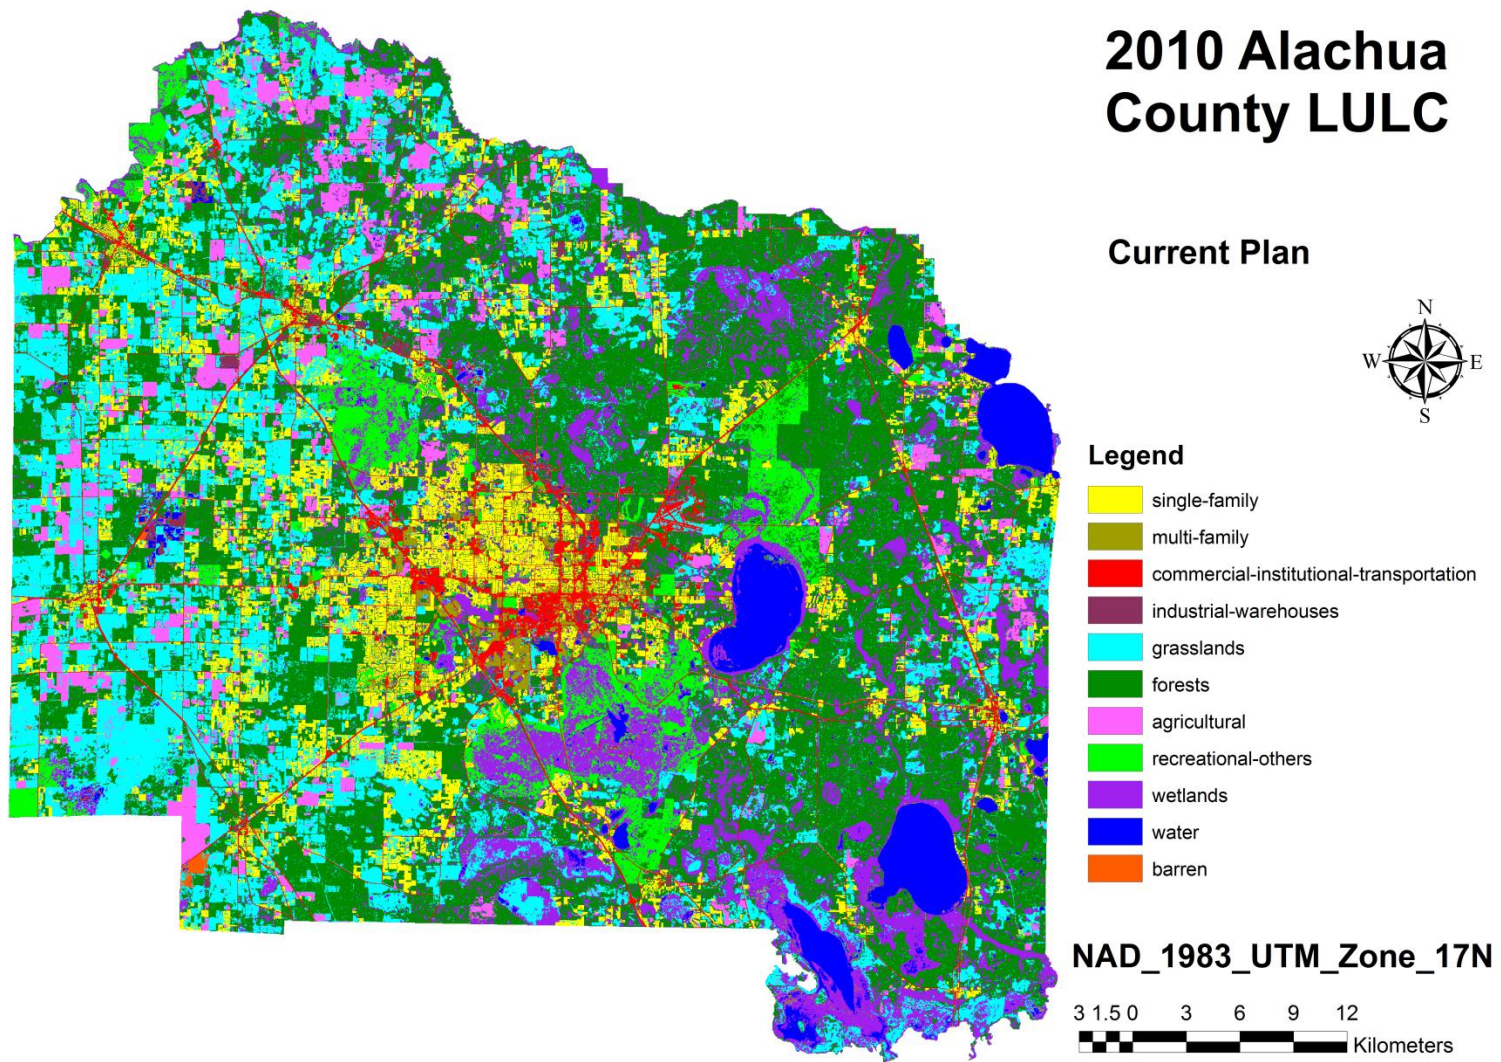 2010 Alachua
County LULC
Current Plan
N
W E
S
Legend
single-family
multi-family
commercial-institutional-transportation
industrial-warehouses
grasslands
forests
agricultural
recreational-others
wetlands
water
barren
NAD_1983_UTM_Zone_17N
3 1.5 0 3 6 9 12
Kilometers